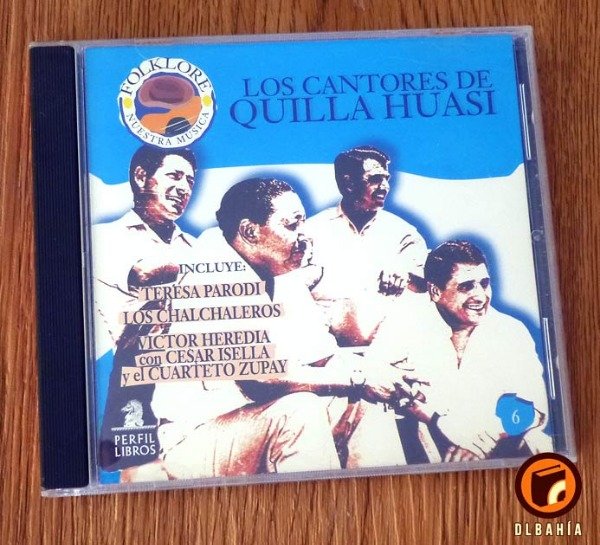 FOLKLORE
NUESTRA MUSICA
LOS CANTORES DE
QUILLA HUASI
INCLUYE:
TERESA PARODI
LOS CHALCHALEROS
VICTOR HEREDIA
con CESAR ISELLA
y el CUARTETO ZUPAY
PERFIL
LIBROS
6
DLBAHÍA